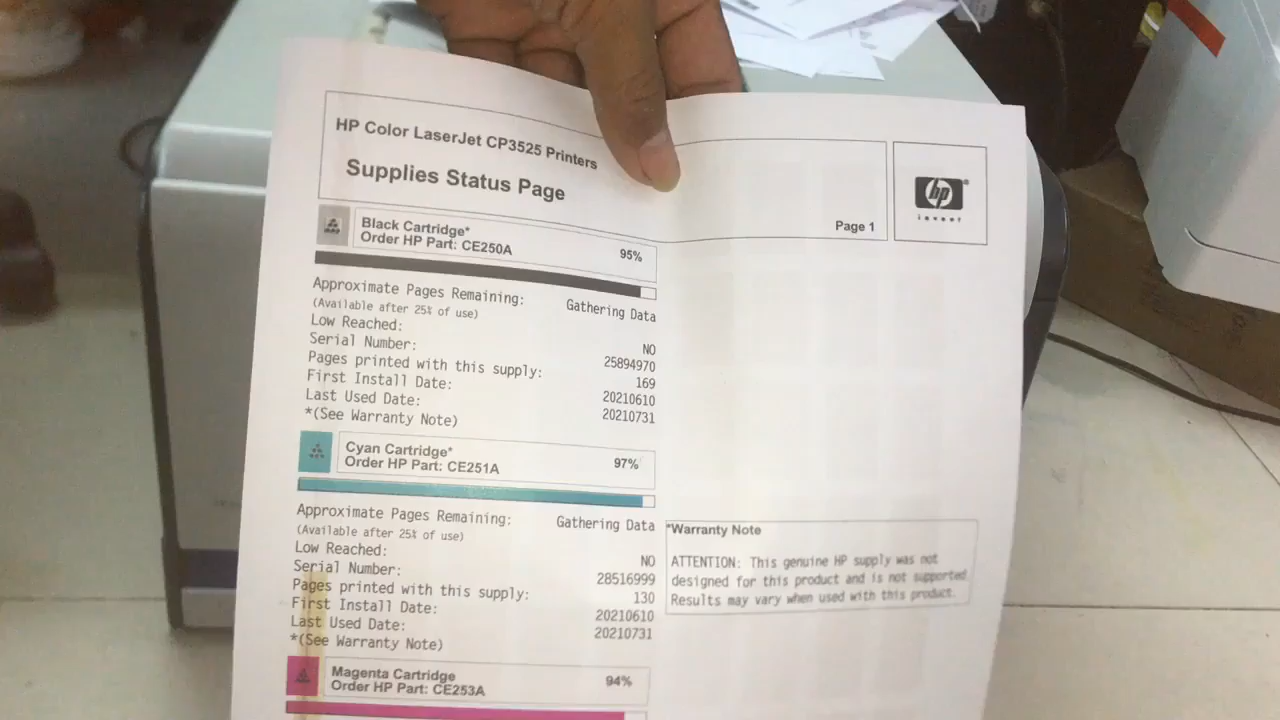 HP Color LaserJet CP3525 Printers
Supplies Status Page
Page 1
hp
invent
Black Cartridge*
Order HP Part: CE250A
95%
Approximate Pages Remaining: Gathering Data
(Available after 25% of use)
Low Reached: NO
Serial Number: 25894970
Pages printed with this supply: 169
First Install Date: 20210610
Last Used Date: 20210731
*(See Warranty Note)
Cyan Cartridge*
Order HP Part: CE251A
97%
Approximate Pages Remaining: Gathering Data
(Available after 25% of use)
Low Reached: NO
Serial Number: 28516999
Pages printed with this supply: 130
First Install Date: 20210610
Last Used Date: 20210731
*(See Warranty Note)
*Warranty Note
ATTENTION: This genuine HP supply was not
designed for this product and is not supported.
Results may vary when used with this product.
Magenta Cartridge
Order HP Part: CE253A
94%